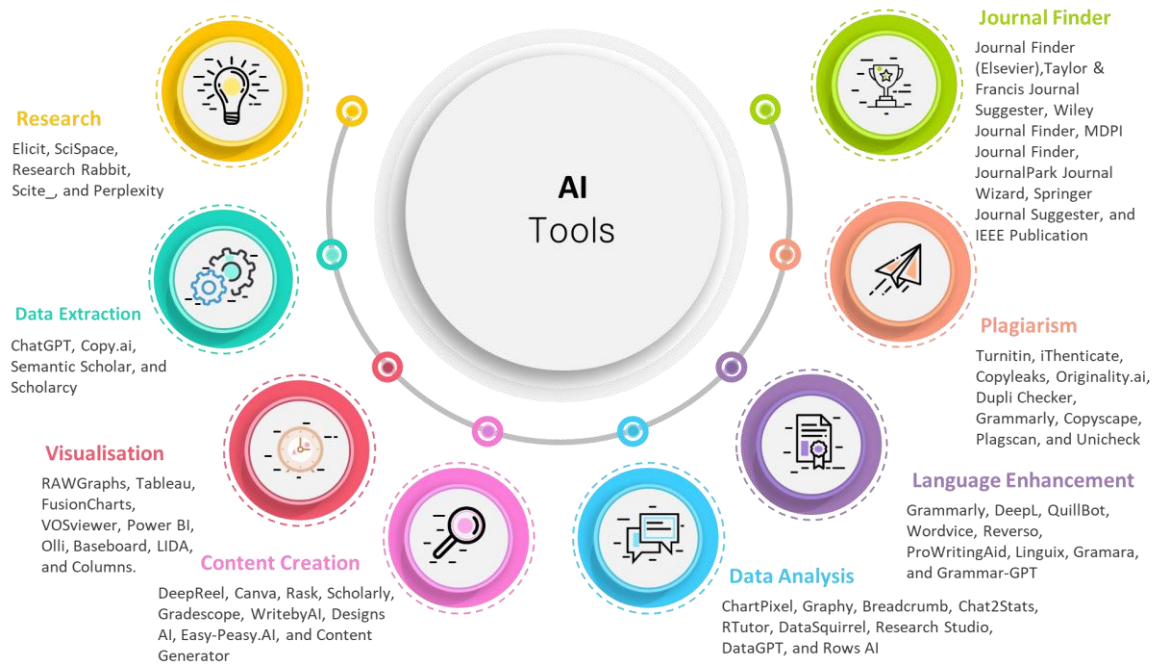 AI
Tools
Research
Elicit, SciSpace,
Research Rabbit,
Scite_, and Perplexity
Data Extraction
ChatGPT, Copy.ai,
Semantic Scholar, and
Scholarcy
Visualisation
RAWGraphs, Tableau,
FusionCharts,
VOSviewer, Power BI,
Olli, Baseboard, LIDA,
and Columns.
Content Creation
DeepReel, Canva, Rask, Scholarly,
Gradescope, WritebyAI, Designs
AI, Easy-Peasy.AI, and Content
Generator
Data Analysis
ChartPixel, Graphy, Breadcrumb, Chat2Stats,
RTutor, DataSquirrel, Research Studio,
DataGPT, and Rows AI
Language Enhancement
Grammarly, DeepL, QuillBot,
Wordvice, Reverso,
ProWritingAid, Linguix, Gramara,
and Grammar-GPT
Plagiarism
Turnitin, iThenticate,
Copyleaks, Originality.ai,
Dupli Checker,
Grammarly, Copyscape,
Plagscan, and Unicheck
Journal Finder
Journal Finder
(Elsevier),Taylor &
Francis Journal
Suggester, Wiley
Journal Finder, MDPI
Journal Finder,
JournalPark Journal
Wizard, Springer
Journal Suggester, and
IEEE Publication